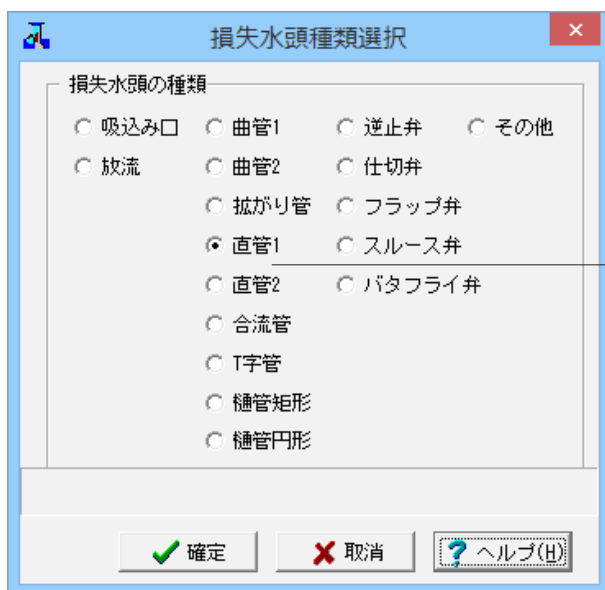 損失水頭種類選択
損失水頭の種類
吸込み口 曲管1 逆止弁 その他
放流 曲管2 仕切弁
拡がり管 フラップ弁
直管1 スルース弁
直管2 バタフライ弁
合流管
T字管
樋管矩形
樋管円形
確定 取消 ヘルプ(H)